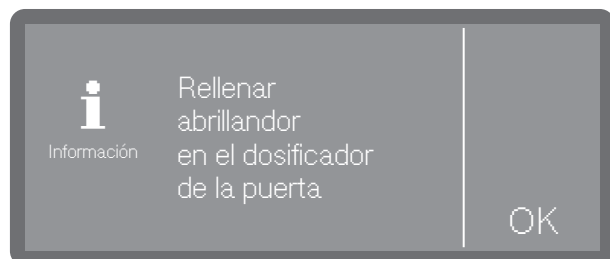 Información
Rellenar
abrillandor
en el dosificador
de la puerta
OK